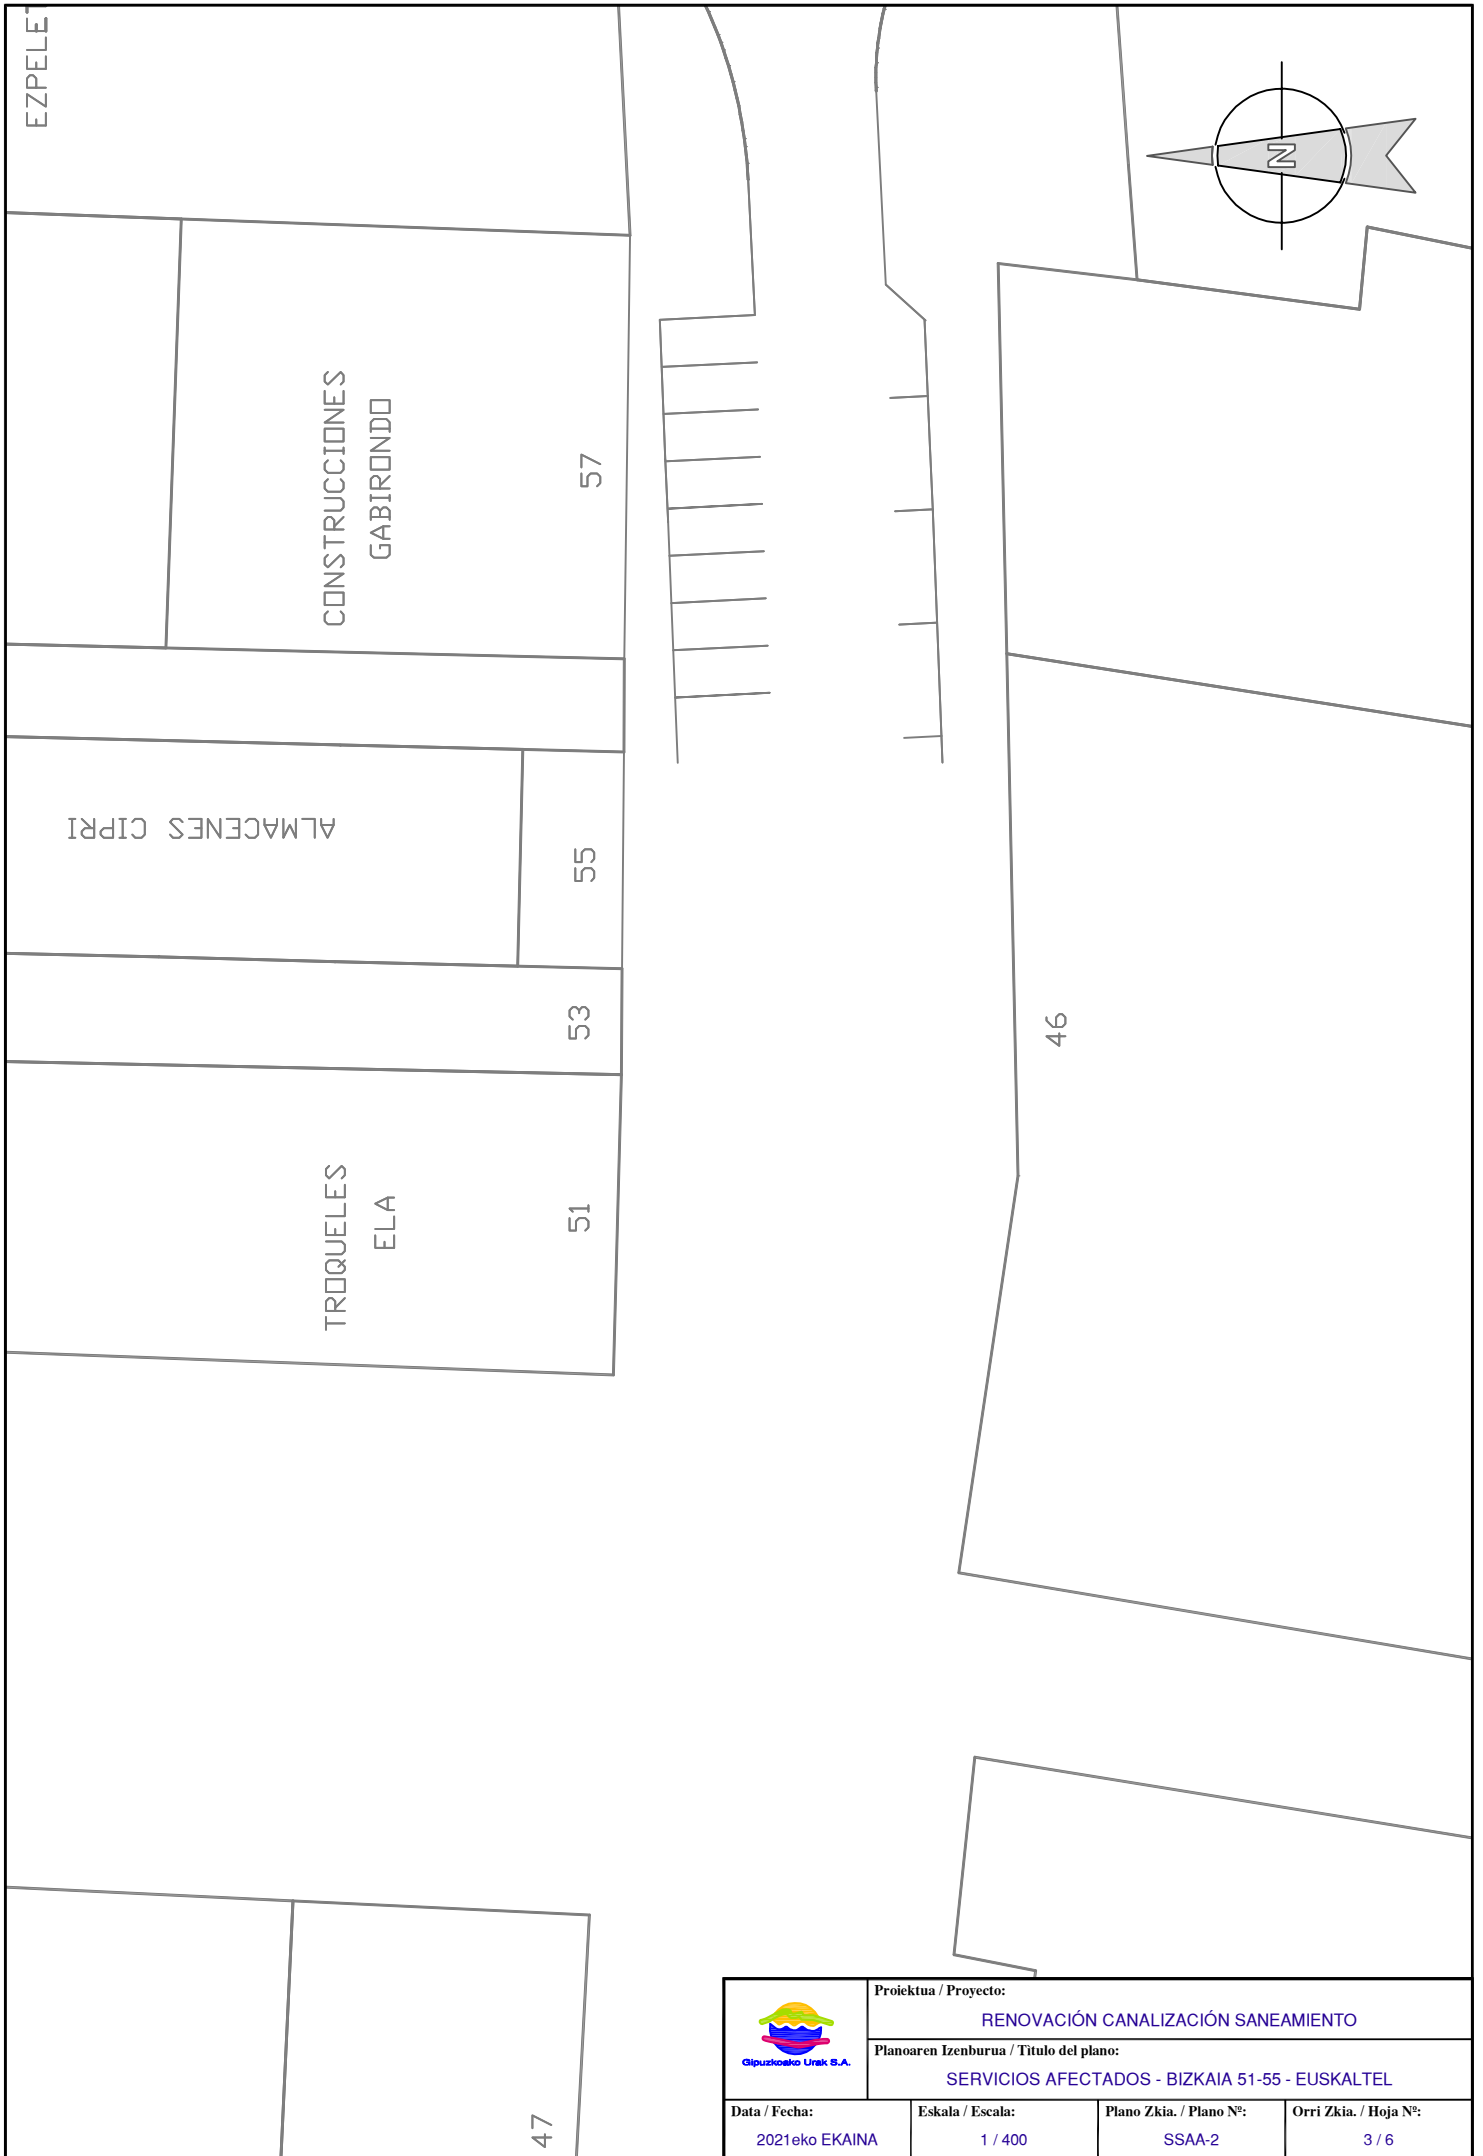 EZPELET
N
CONSTRUCCIONES
GABIRONDO
57
ALMACENES CIPRI
55
53
46
TROQUELES
ELA
51
47
Gipuzkoako Urak S.A.
Proiektua / Proyecto:
RENOVACIÓN CANALIZACIÓN SANEAMIENTO
Planoaren Izenburua / Titulo del plano:
SERVICIOS AFECTADOS - BIZKAIA 51-55 - EUSKALTEL
Data / Fecha:
2021eko EKAINA
Eskala / Escala:
1 / 400
Plano Zkia. / Plano Nº:
SSAA-2
Orri Zkia. / Hoja Nº:
3 / 6